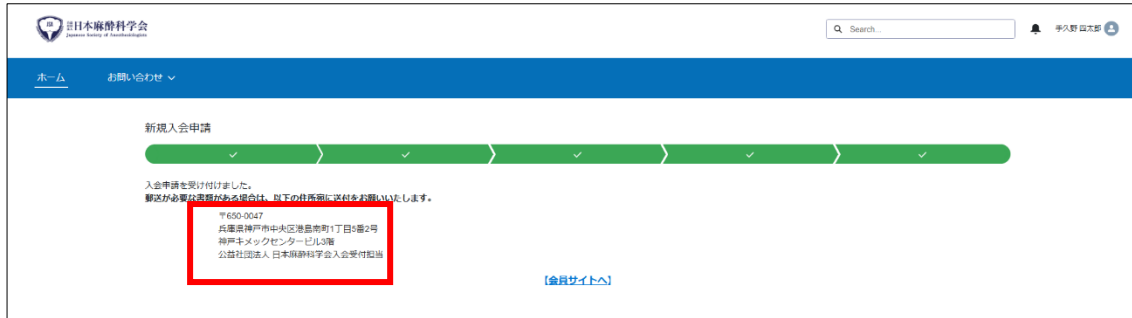 公益社団法人日本麻酔科学会
Japanese Society of Anesthesiologists
Search...
手久野 四太郎
ホーム
お問い合わせ
新規入会申請
入会申請を受け付けました。
郵送が必要な書類がある場合は、以下の住所宛に送付をお願いいたします。
〒650-0047
兵庫県神戸市中央区港島南町1丁目5番2号
神戸キメックセンタービル3階
公益社団法人 日本麻酔科学会入会受付担当
【会員サイトへ】